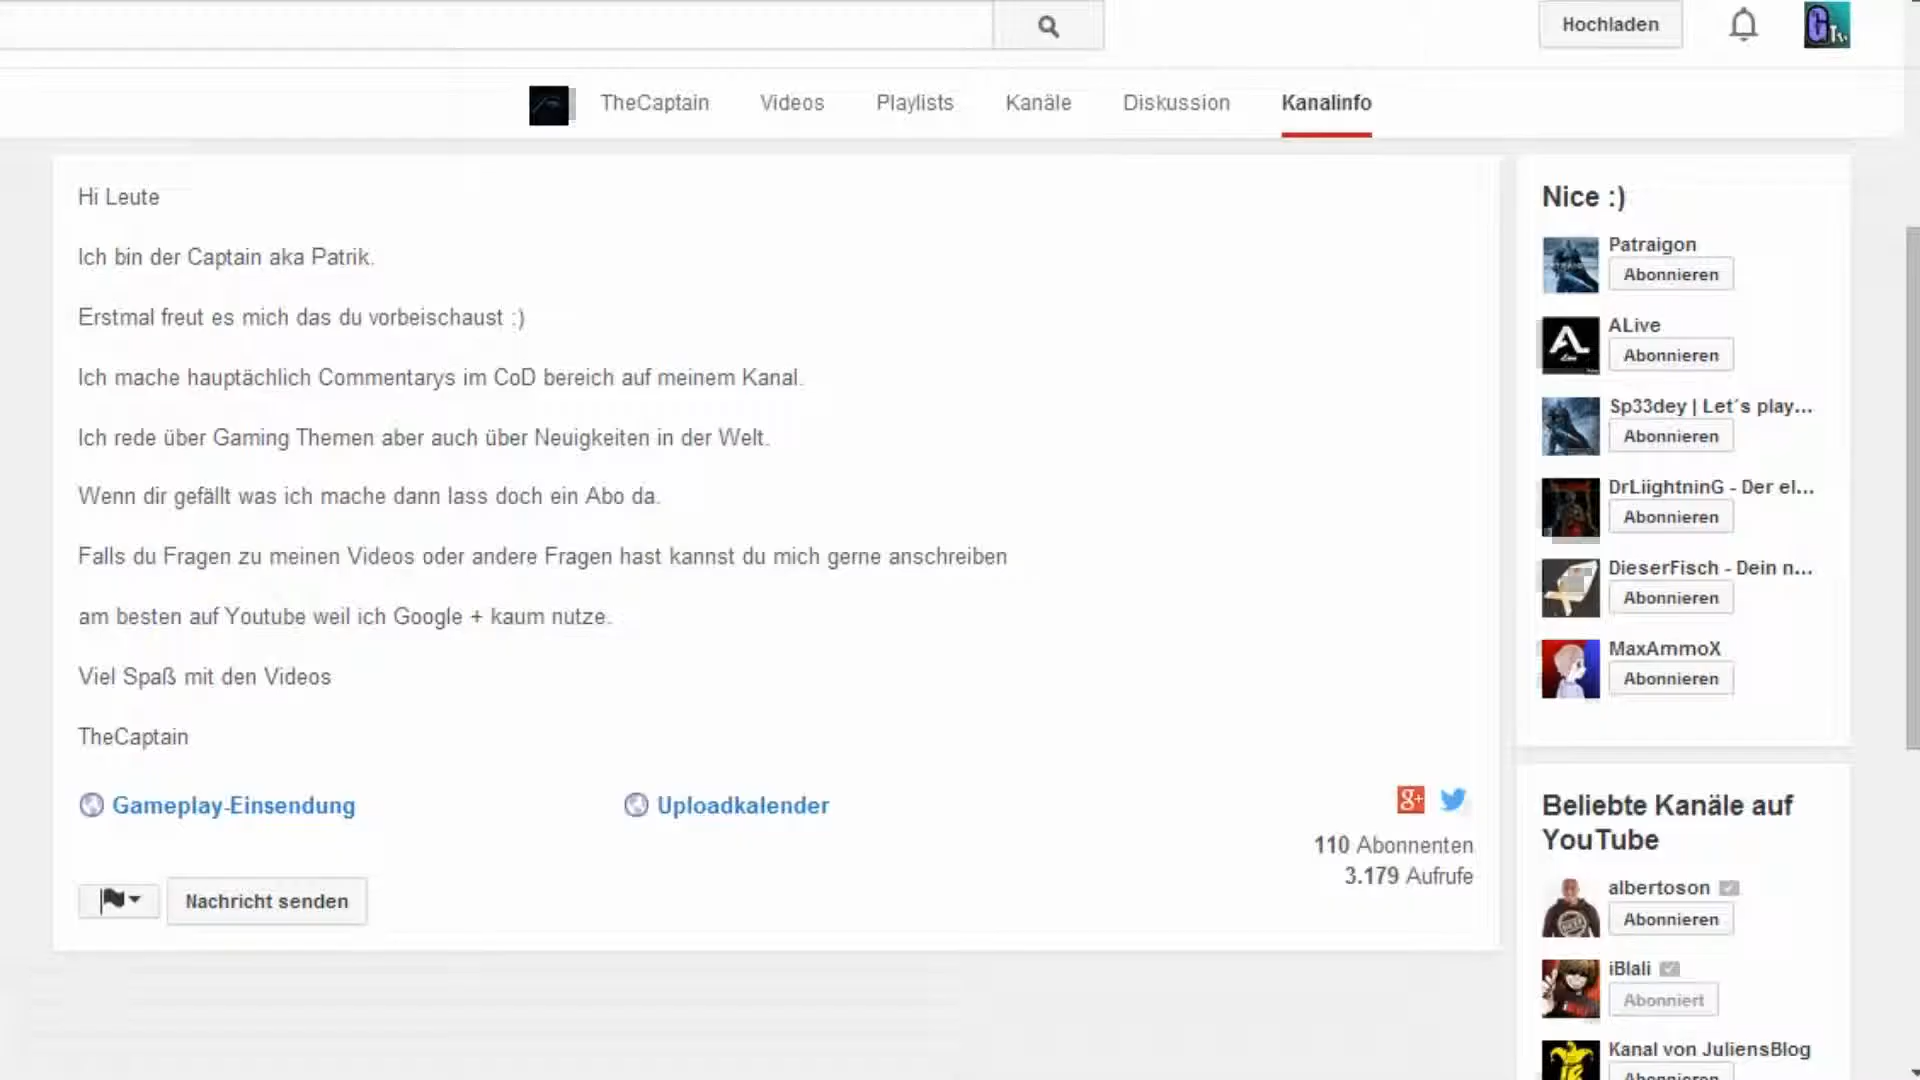 Hochladen
TheCaptain Videos Playlists Kanäle Diskussion Kanalinfo
Hi Leute
Ich bin der Captain aka Patrik.
Erstmal freut es mich das du vorbeischaust :)
Ich mache hauptächlich Commentarys im CoD bereich auf meinem Kanal.
Ich rede über Gaming Themen aber auch über Neuigkeiten in der Welt.
Wenn dir gefällt was ich mache dann lass doch ein Abo da.
Falls du Fragen zu meinen Videos oder andere Fragen hast kannst du mich gerne anschreiben
am besten auf Youtube weil ich Google + kaum nutze.
Viel Spaß mit den Videos
TheCaptain
Gameplay-Einsendung Uploadkalender
g+
110 Abonnenten
3.179 Aufrufe
Nachricht senden
Nice :)
Patraigon
Abonnieren
ALive
Abonnieren
Sp33dey | Let´s play...
Abonnieren
DrLiightninG - Der el...
Abonnieren
DieserFisch - Dein n...
Abonnieren
MaxAmmoX
Abonnieren
Beliebte Kanäle auf
YouTube
albertoson
Abonnieren
iBlali
Abonniert
Kanal von JuliensBlog
Abonnieren